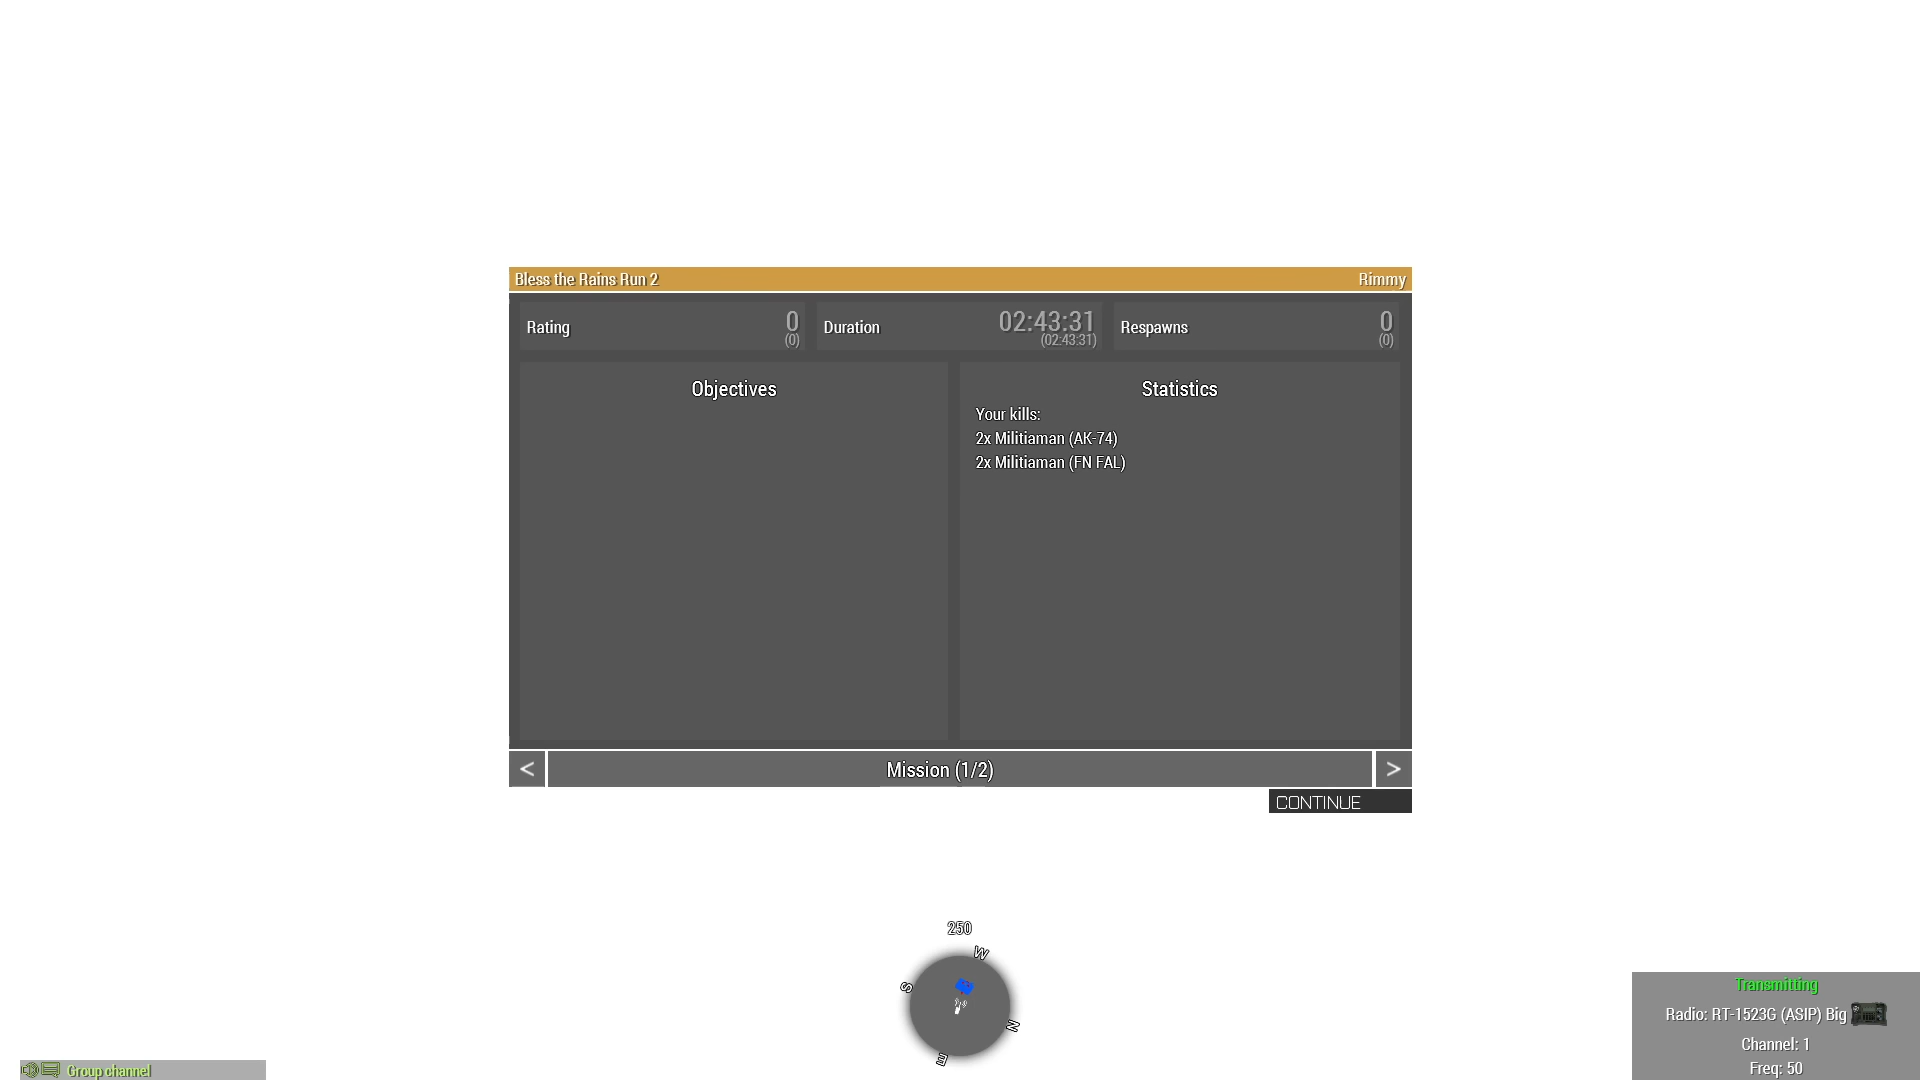 Bless the Rains Run 2 Rimmy
Rating 0 (0)
Duration 02:43:31 (02:43:31)
Respawns 0 (0)
Objectives
Statistics
Your kills:
2x Militiaman (AK-74)
2x Militiaman (FN FAL)
< Mission (1/2) >
CONTINUE
250
W
S
N
E
Transmitting
Radio: RT-1523G (ASIP) Big
Channel: 1
Freq: 50
Group channel